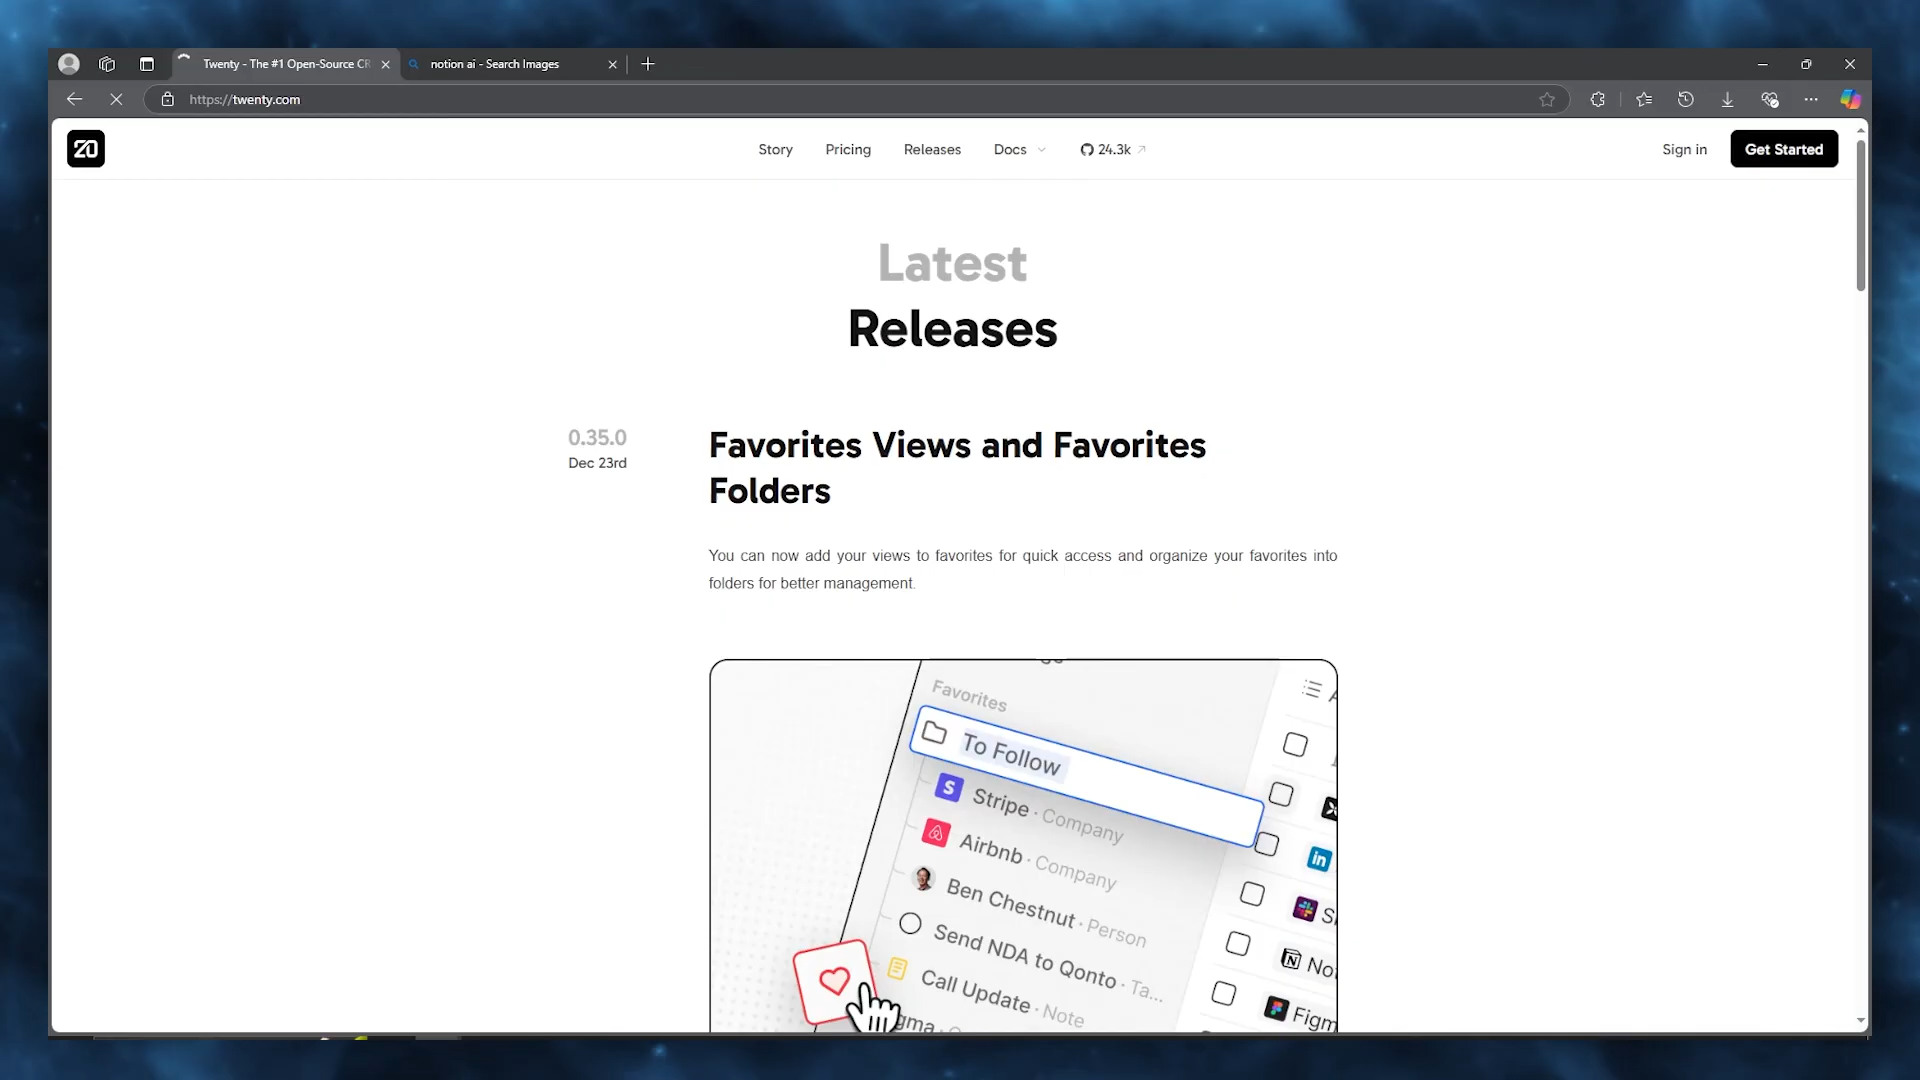 Twenty - The #1 Open-Source CR
notion ai - Search Images
https://twenty.com
20
Story
Pricing
Releases
Docs
24.3k
Sign in
Get Started
Latest
Releases
0.35.0
Dec 23rd
Favorites Views and Favorites
Folders
You can now add your views to favorites for quick access and organize your favorites into
folders for better management.
Favorites
To Follow
Stripe · Company
Airbnb · Company
Ben Chestnut · Person
Send NDA to Qonto · Ta...
Call Update · Note
in
Figm